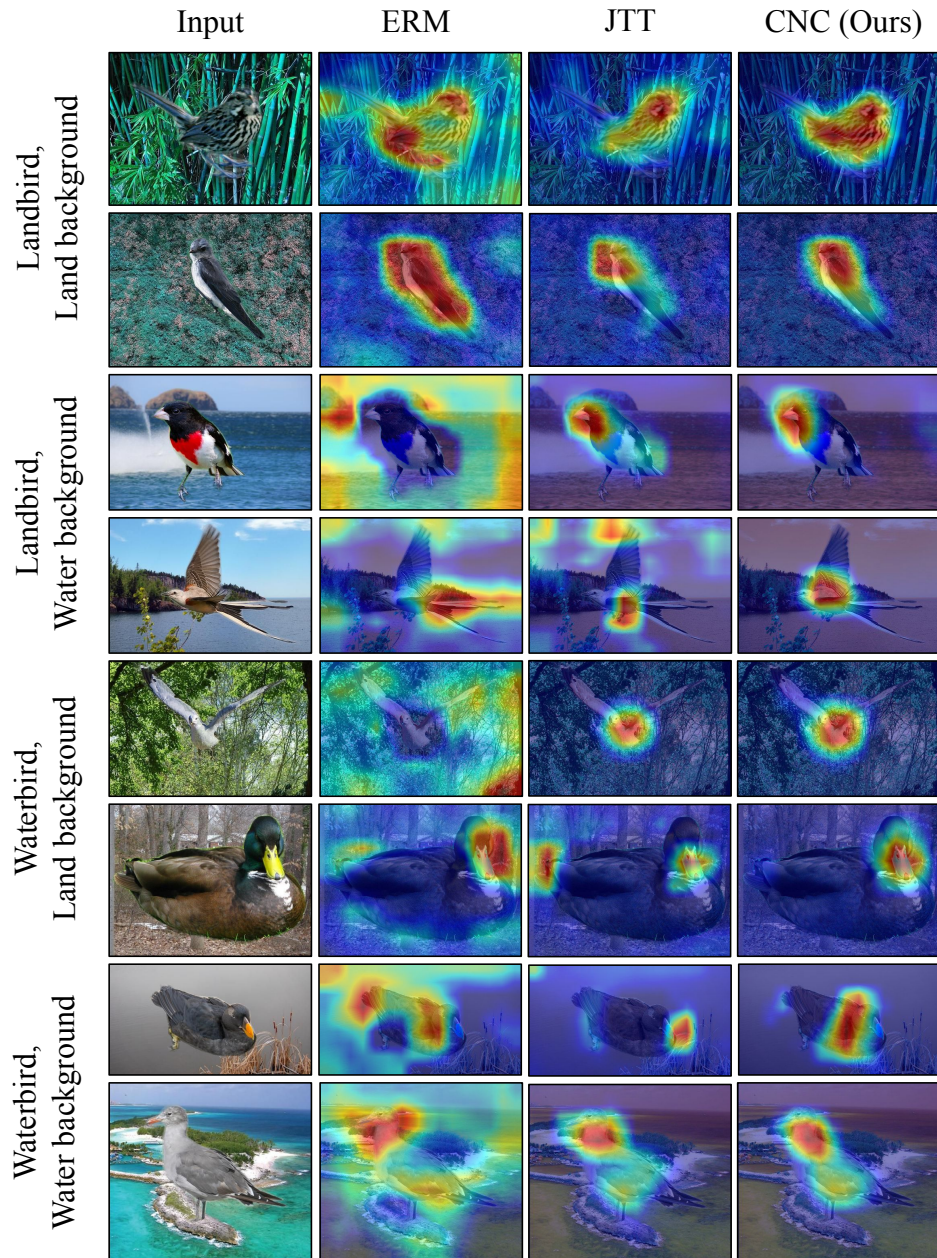 Input
ERM
JTT
CNC (Ours)
Landbird,
Land background
Landbird,
Water background
Waterbird,
Land background
Waterbird,
Water background